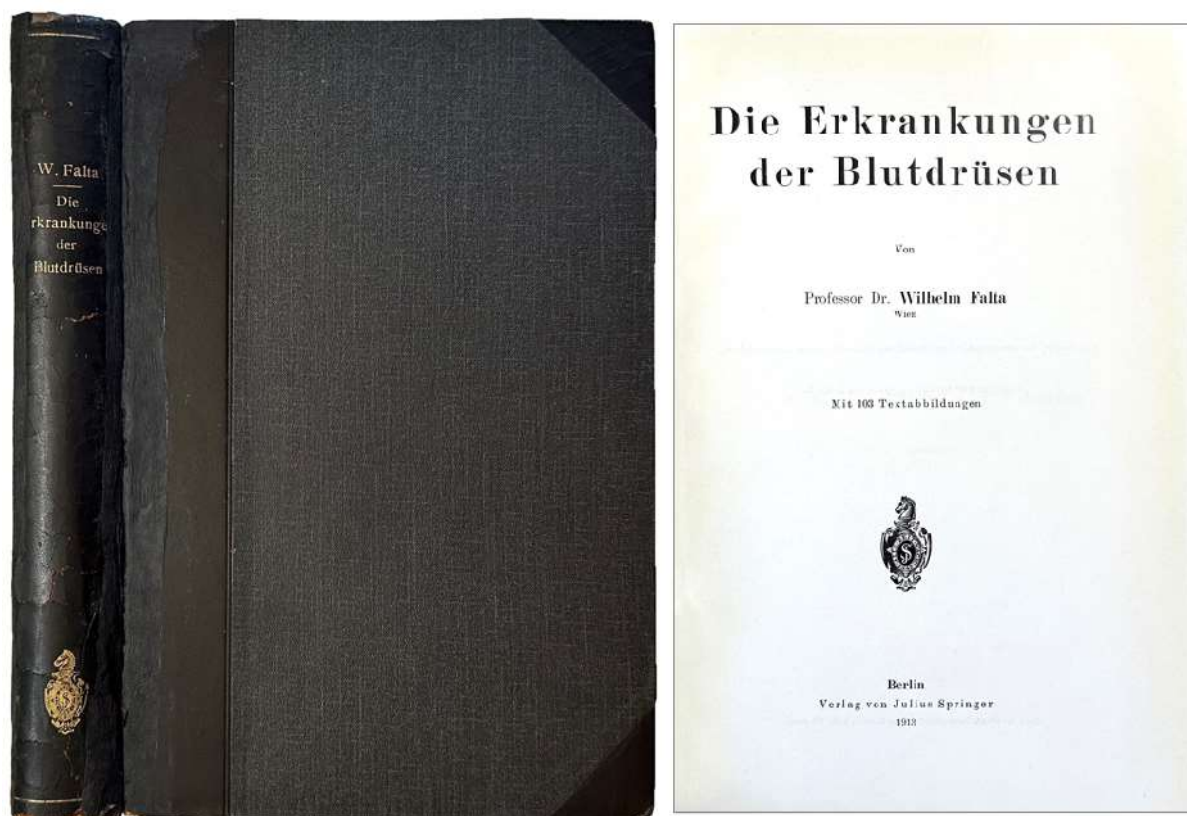 W. Falta
Die
rkrankunge
der
Blutdrüsen
Die Erkrankungen
der Blutdrüsen
Von
Professor Dr. Wilhelm Falta
Wien
Mit 103 Textabbildungen
Berlin
Verlag von Julius Springer
1913